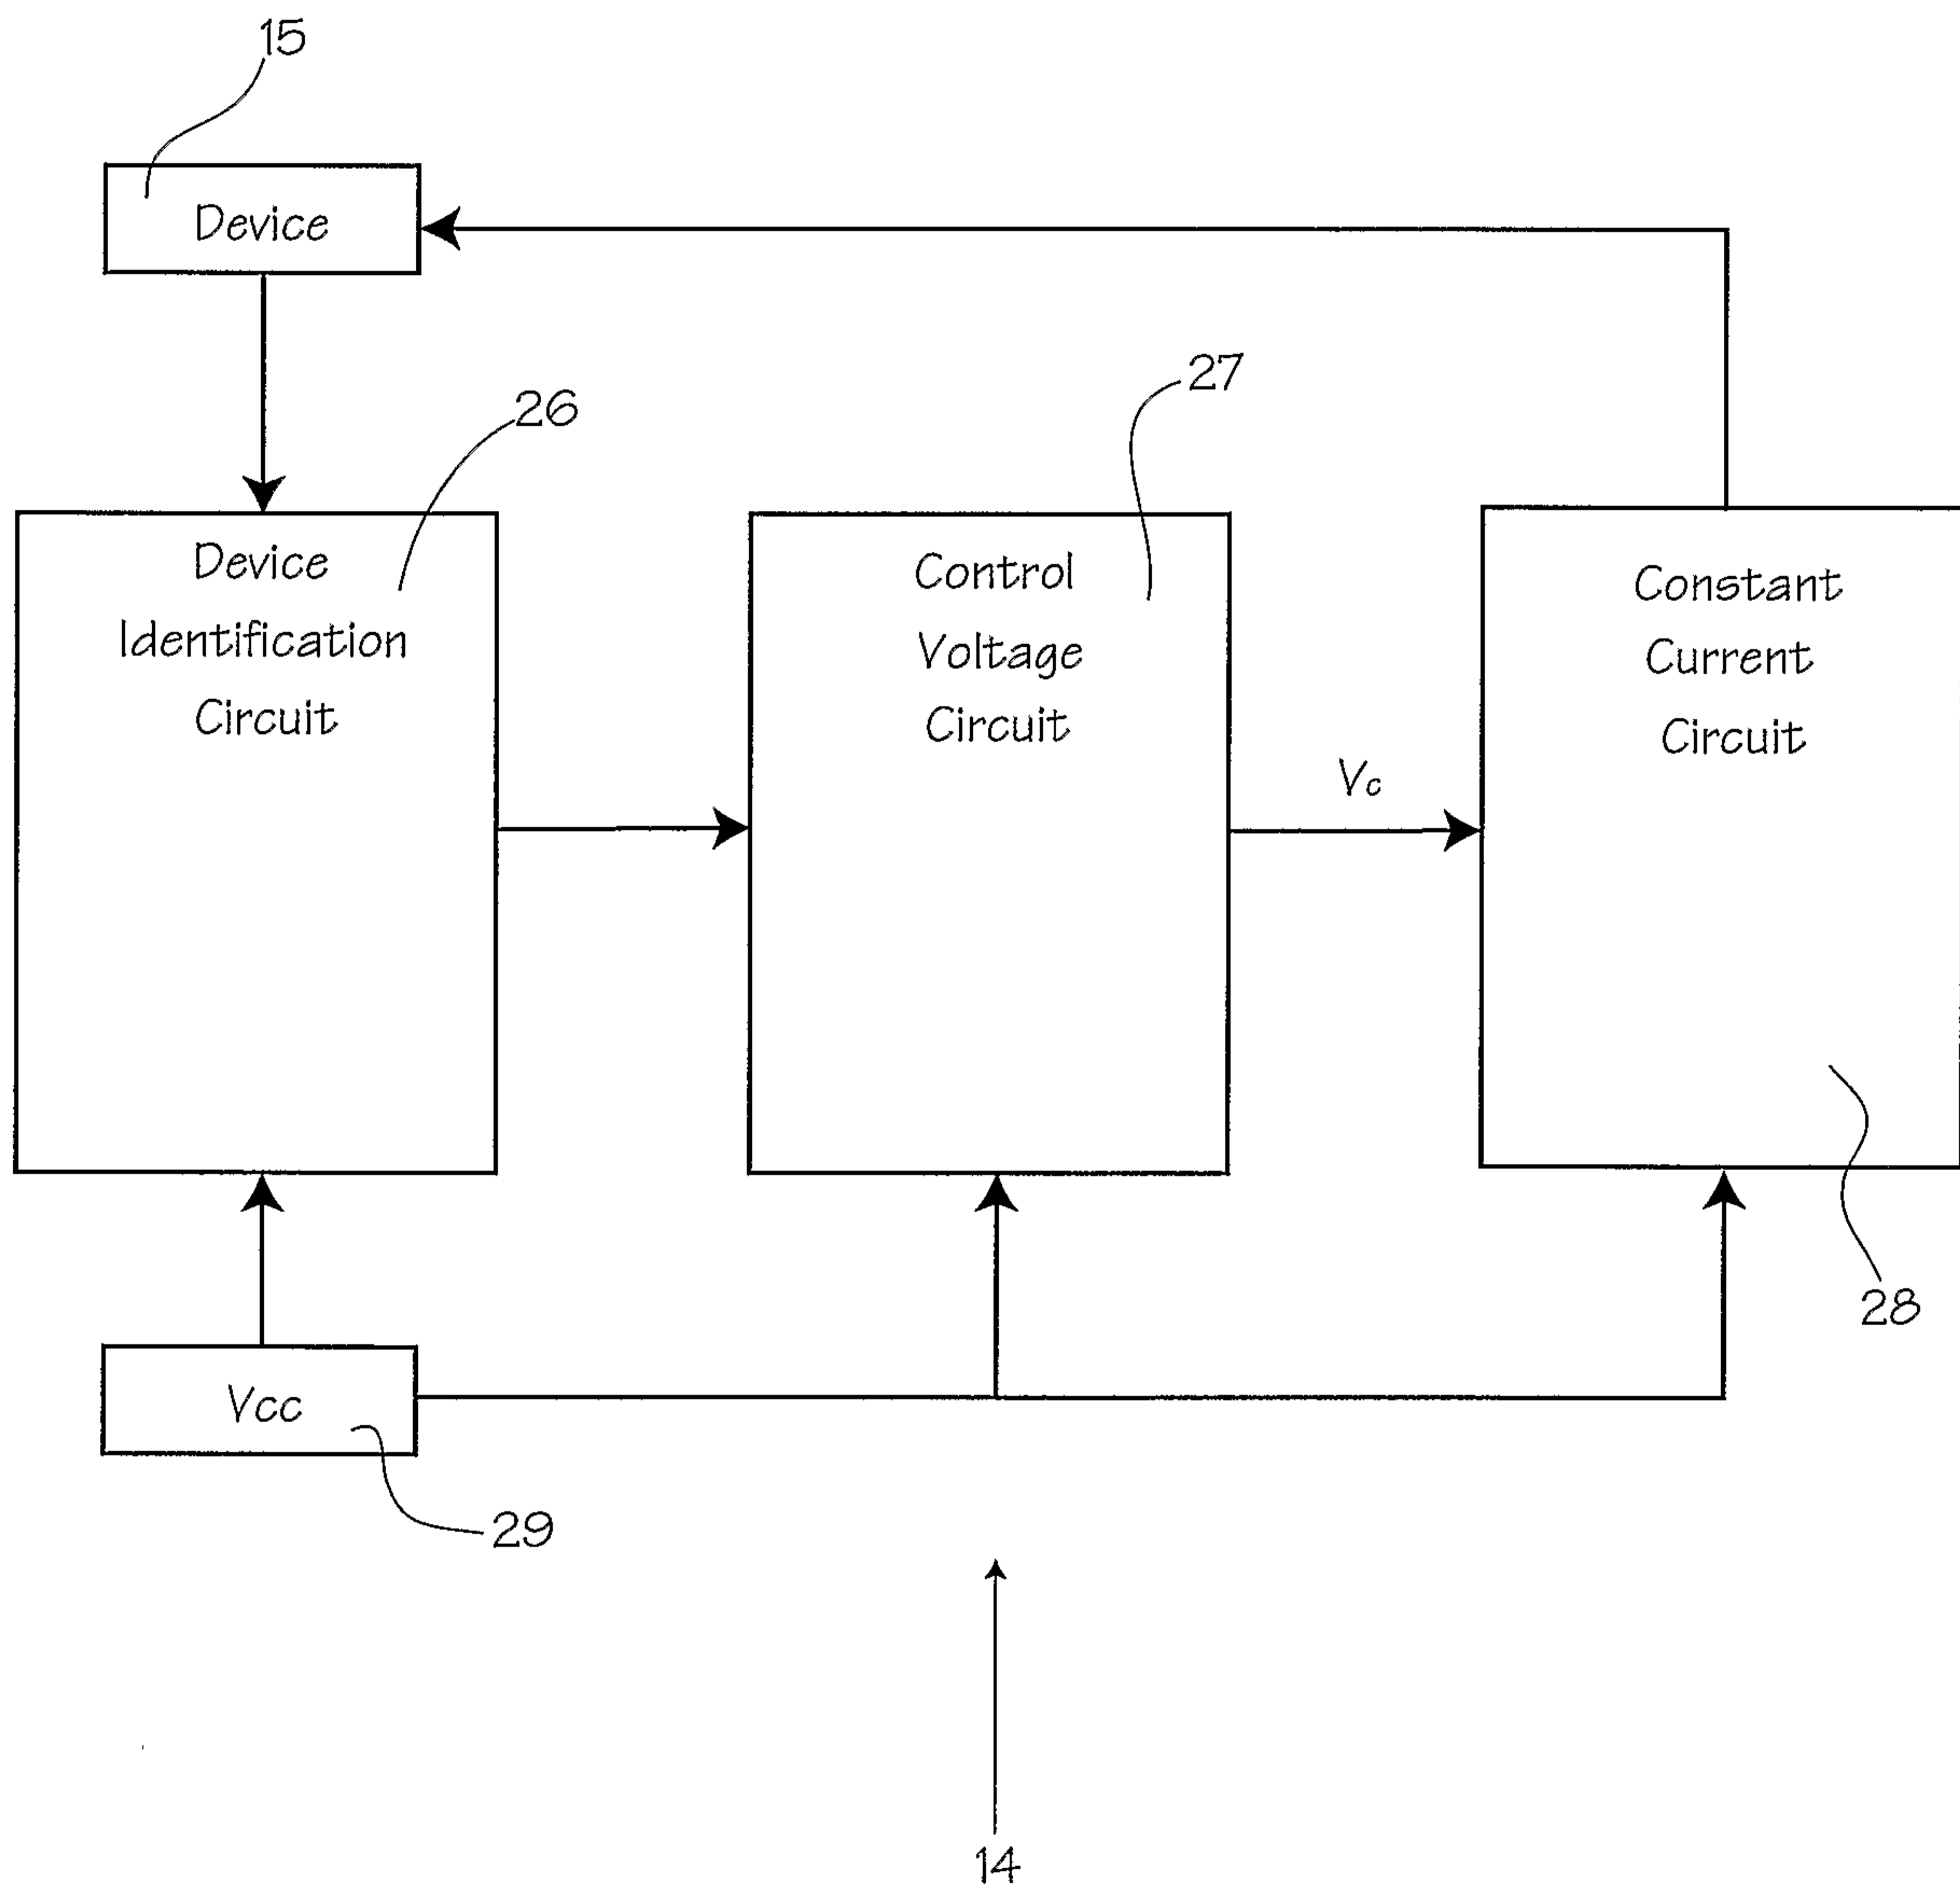 15
Device
27
26
Device
Identification
Circuit
Control
Voltage
Circuit
Constant
Current
Circuit
Vc
28
Vcc
29
14